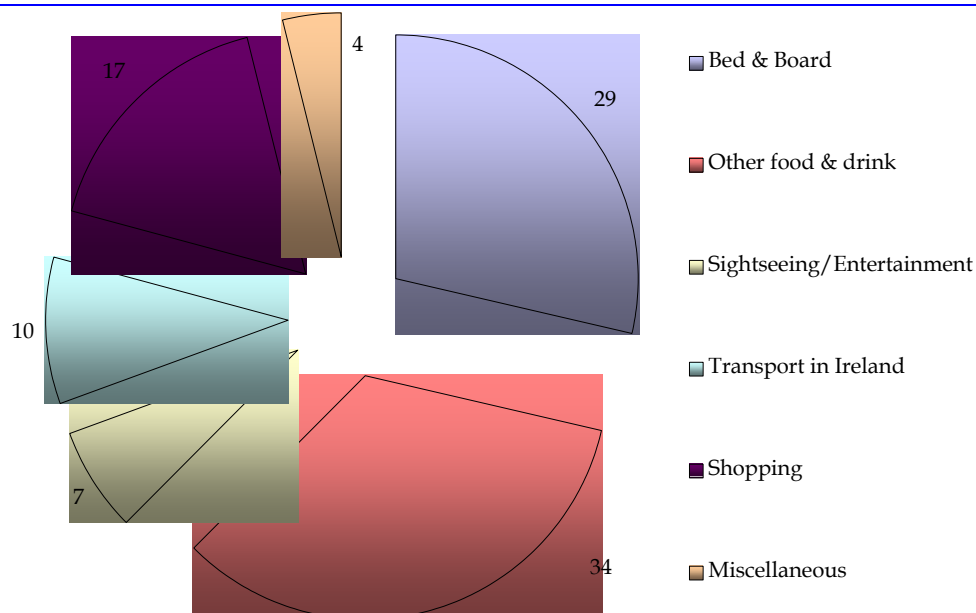 4
17
29
10
7
34
Bed & Board
Other food & drink
Sightseeing/Entertainment
Transport in Ireland
Shopping
Miscellaneous